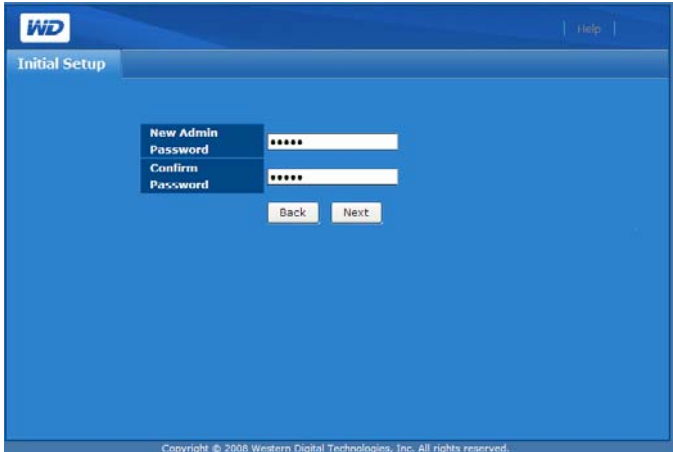 WD
Help
Initial Setup
New Admin
Password
•••••
Confirm
Password
•••••
Back
Next
Copyright © 2008 Western Digital Technologies, Inc. All rights reserved.